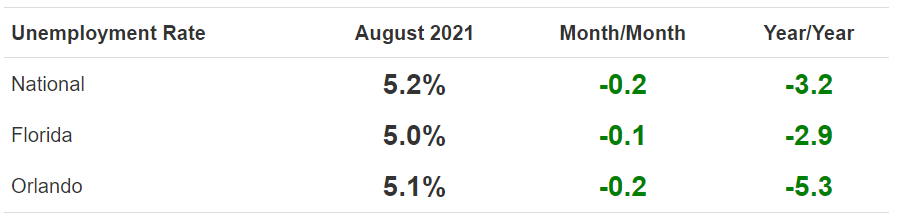 Unemployment Rate August 2021 Month/Month Year/Year
National 5.2% -0.2 -3.2
Florida 5.0% -0.1 -2.9
Orlando 5.1% -0.2 -5.3